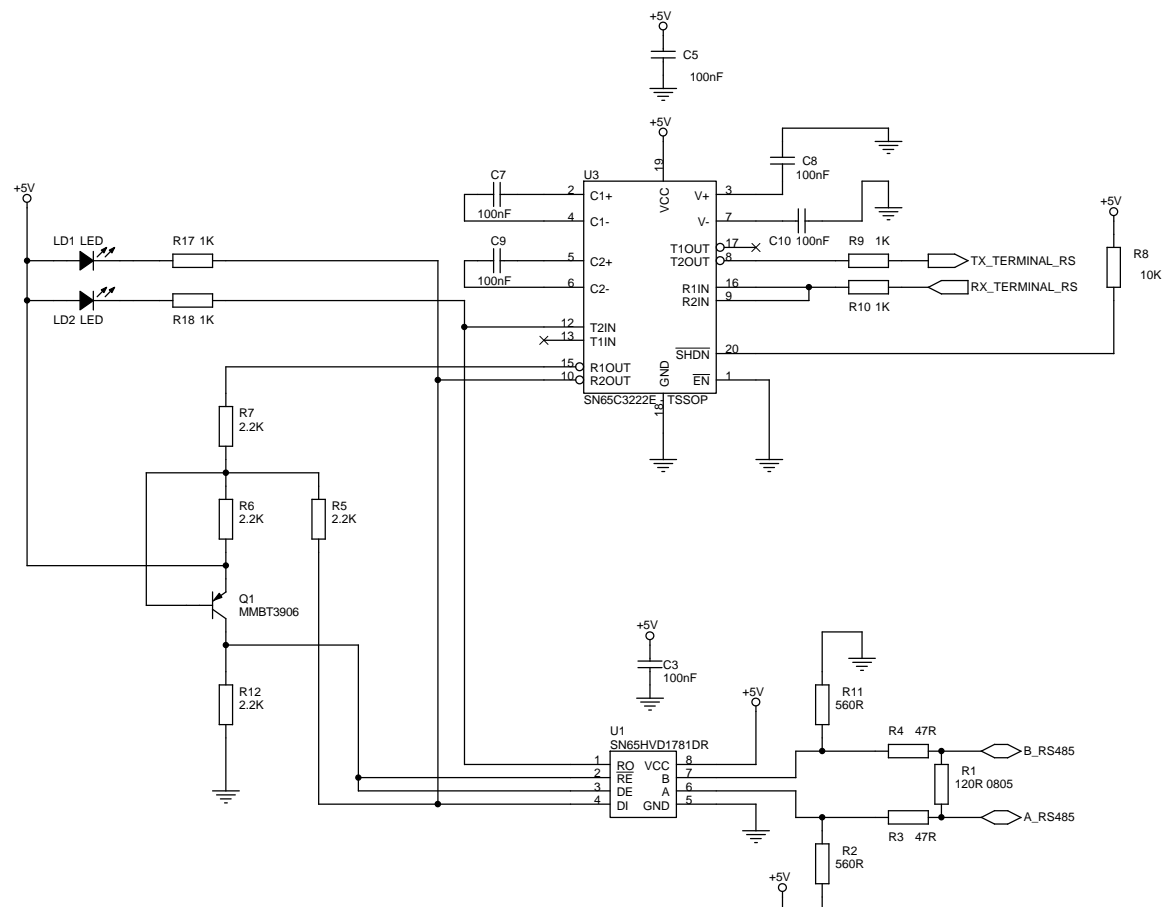 +5V
C5
100nF
+5V
19
VCC
U3
C7
100nF
2
C1+
4
C1-
C9
100nF
5
C2+
6
C2-
12
T2IN
13
T1IN
15
R1OUT
10
R2OUT
V+
3
V-
7
T1OUT
17
T2OUT
8
R1IN
16
R2IN
9
SHDN
20
EN
1
GND
18
SN65C3222E TSSOP
C8
100nF
C10 100nF
R9 1K
TX_TERMINAL_RS
RX_TERMINAL_RS
R10 1K
+5V
R8
10K
+5V
LD1 LED
R17 1K
LD2 LED
R18 1K
R7
2.2K
R6
2.2K
R5
2.2K
Q1
MMBT3906
R12
2.2K
+5V
C3
100nF
+5V
U1
SN65HVD1781DR
1
RO
VCC
8
2
RE
B
7
3
DE
A
6
4
DI
GND
5
R11
560R
R4 47R
B_RS485
R1
120R 0805
A_RS485
R3 47R
R2
560R
+5V